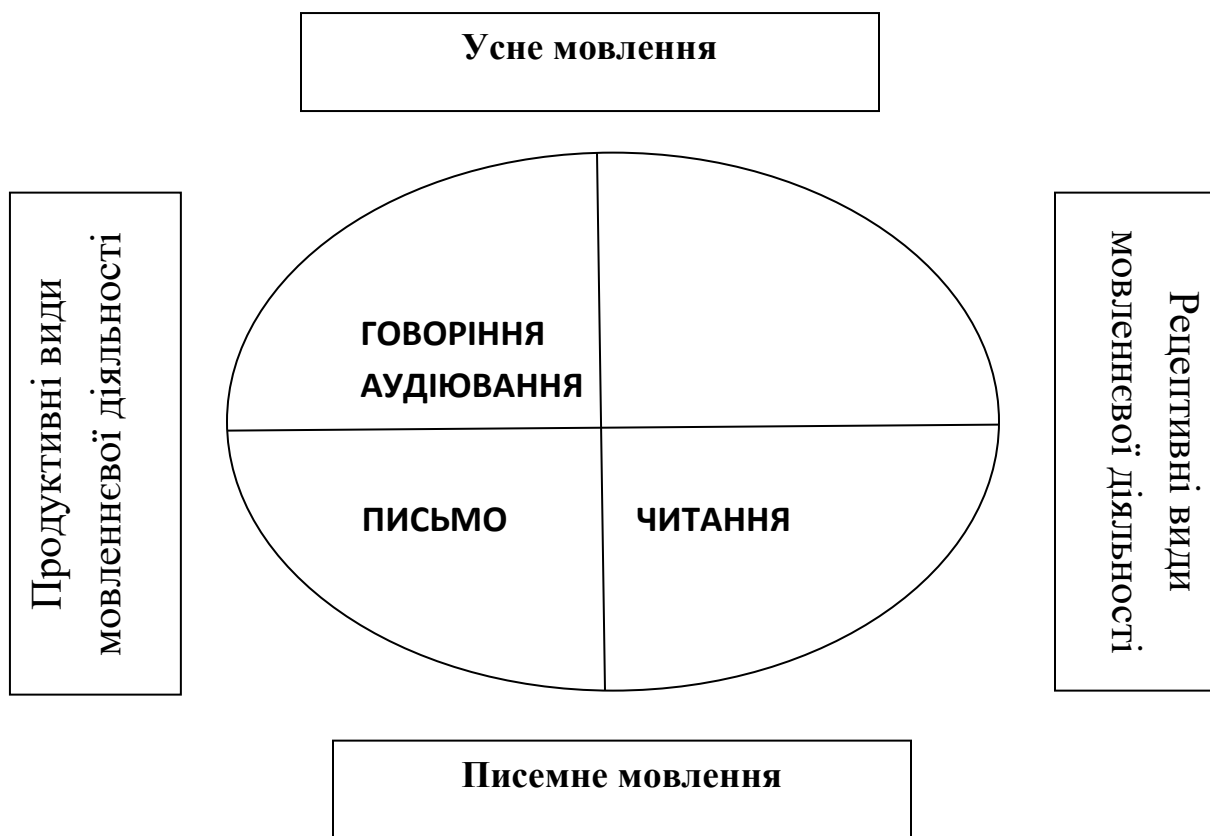 Усне мовлення
Продуктивні види
мовленнєвої діяльності
ГОВОРІННЯ
АУДІЮВАННЯ
ПИСЬМО
ЧИТАННЯ
Рецептивні види
мовленнєвої діяльності
Писемне мовлення